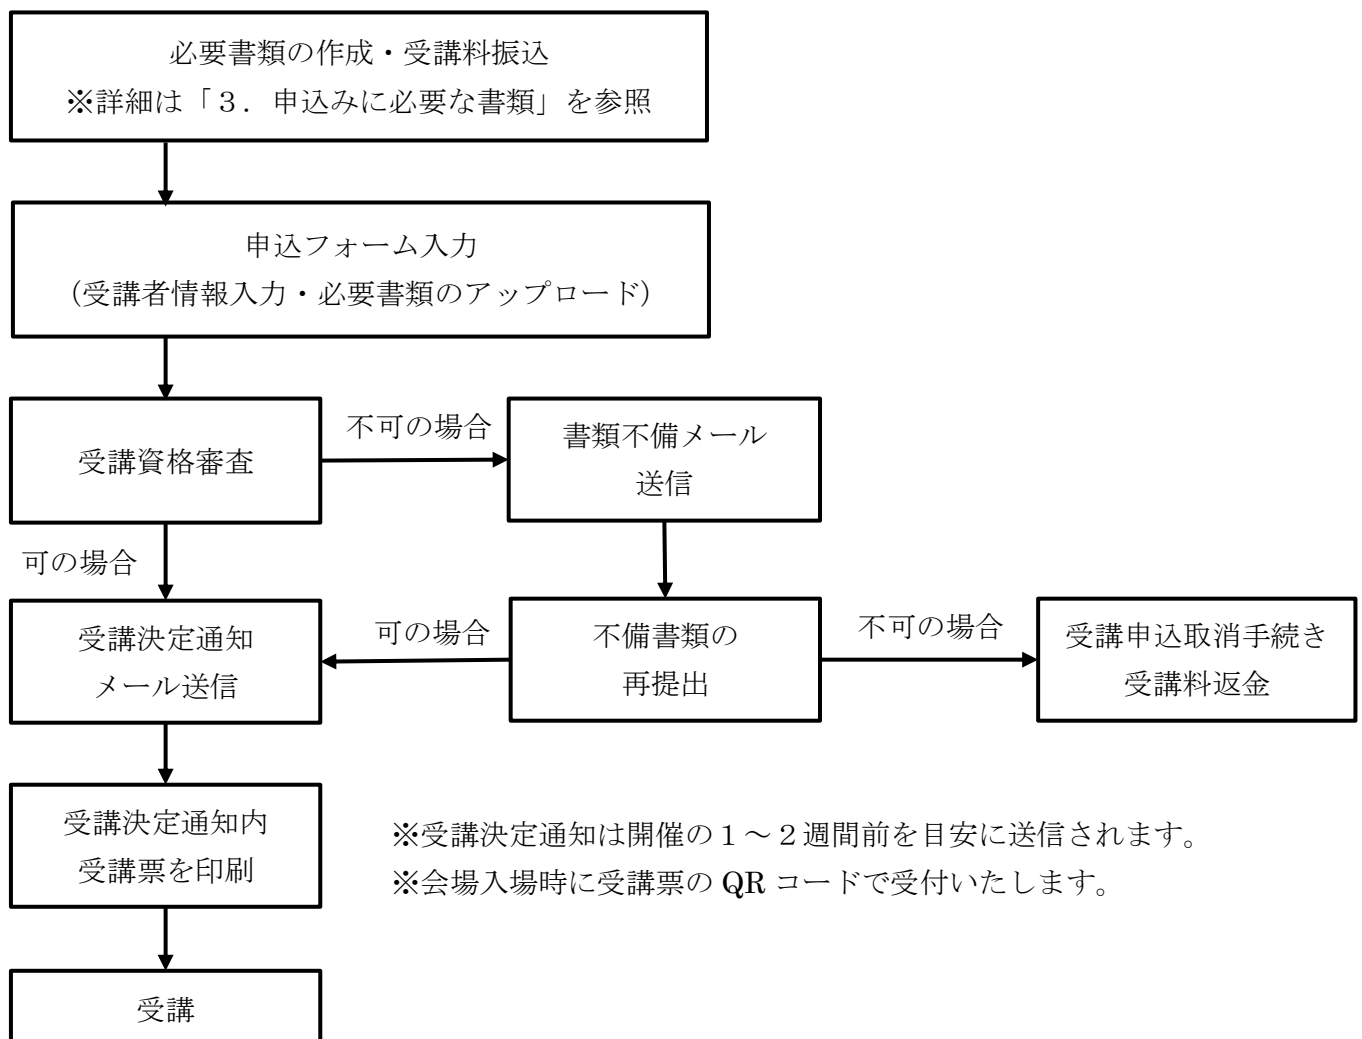 必要書類の作成・受講料振込
※詳細は「３．申込みに必要な書類」を参照
申込フォーム入力
（受講者情報入力・必要書類のアップロード）
受講資格審査
不可の場合
書類不備メール
送信
可の場合
受講決定通知
メール送信
可の場合
不備書類の
再提出
不可の場合
受講申込取消手続き
受講料返金
受講決定通知内
受講票を印刷
※受講決定通知は開催の１～２週間前を目安に送信されます。
※会場入場時に受講票の QR コードで受付いたします。
受講